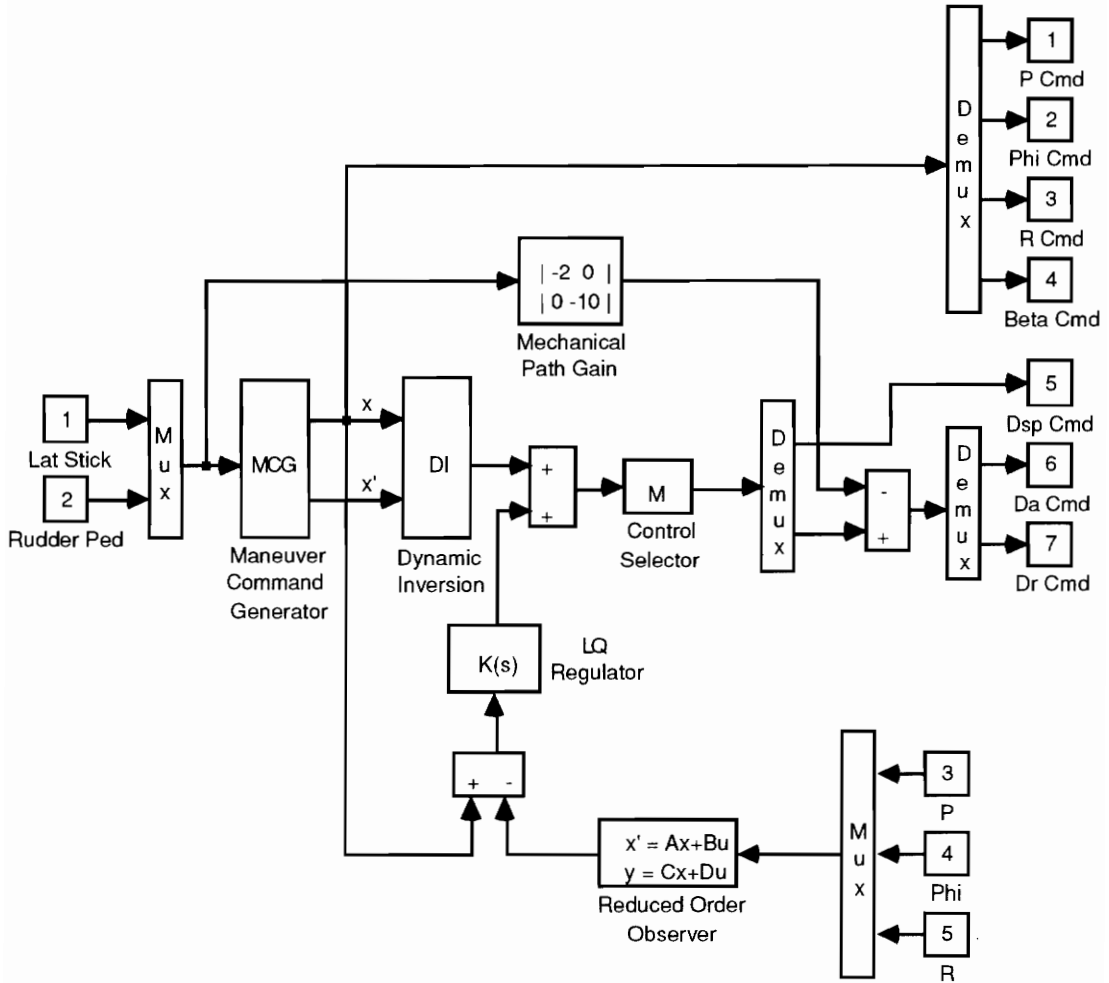 1
P Cmd
2
Phi Cmd
3
R Cmd
4
Beta Cmd
D
e
m
u
x
| -2 0 |
| 0 -10 |
Mechanical
Path Gain
1
Lat Stick
2
Rudder Ped
M
u
x
MCG
Maneuver
Command
Generator
x
x'
DI
Dynamic
Inversion
+
+
M
Control
Selector
D
e
m
u
x
-
+
D
e
m
u
x
5
Dsp Cmd
6
Da Cmd
7
Dr Cmd
K(s)
LQ
Regulator
+ -
x' = Ax+Bu
y = Cx+Du
Reduced Order
Observer
M
u
x
3
P
4
Phi
5
R